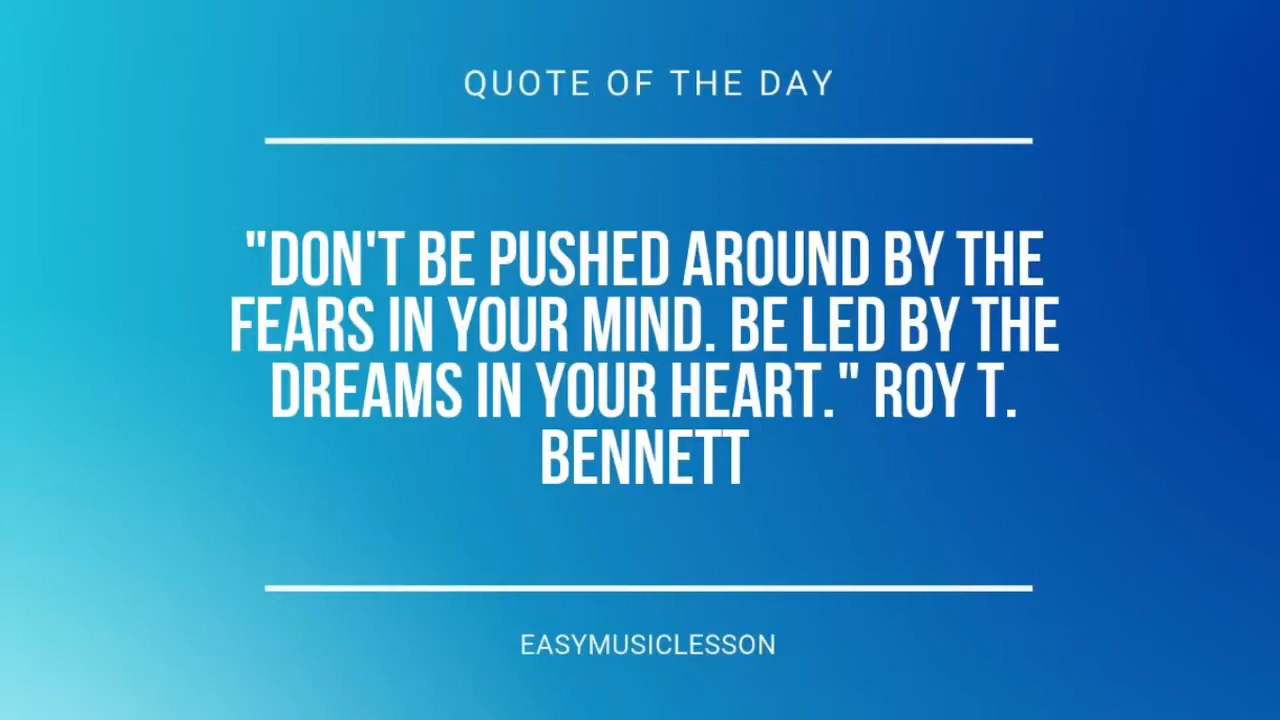 QUOTE OF THE DAY
"DON'T BE PUSHED AROUND BY THE
FEARS IN YOUR MIND. BE LED BY THE
DREAMS IN YOUR HEART." ROY T.
BENNETT
EASYMUSICLESSON